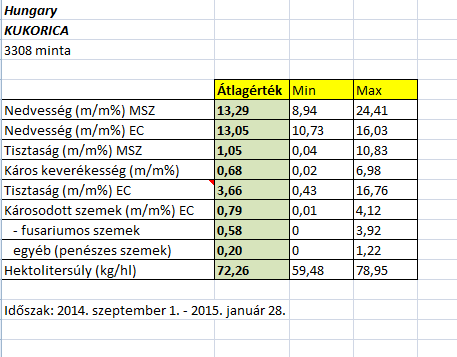 Hungary
KUKORICA
3308 minta
Átlagérték Min Max
Nedvesség (m/m%) MSZ 13,29 8,94 24,41
Nedvesség (m/m%) EC 13,05 10,73 16,03
Tisztaság (m/m%) MSZ 1,05 0,04 10,83
Káros keverékesség (m/m%) 0,68 0,02 6,98
Tisztaság (m/m%) EC 3,66 0,43 16,76
Károsodott szemek (m/m%) EC 0,79 0,01 4,12
- fusariumos szemek 0,58 0 3,92
egyéb (penészes szemek) 0,20 0 1,22
Hektolitersúly (kg/hl) 72,26 59,48 78,95
Időszak: 2014. szeptember 1. - 2015. január 28.